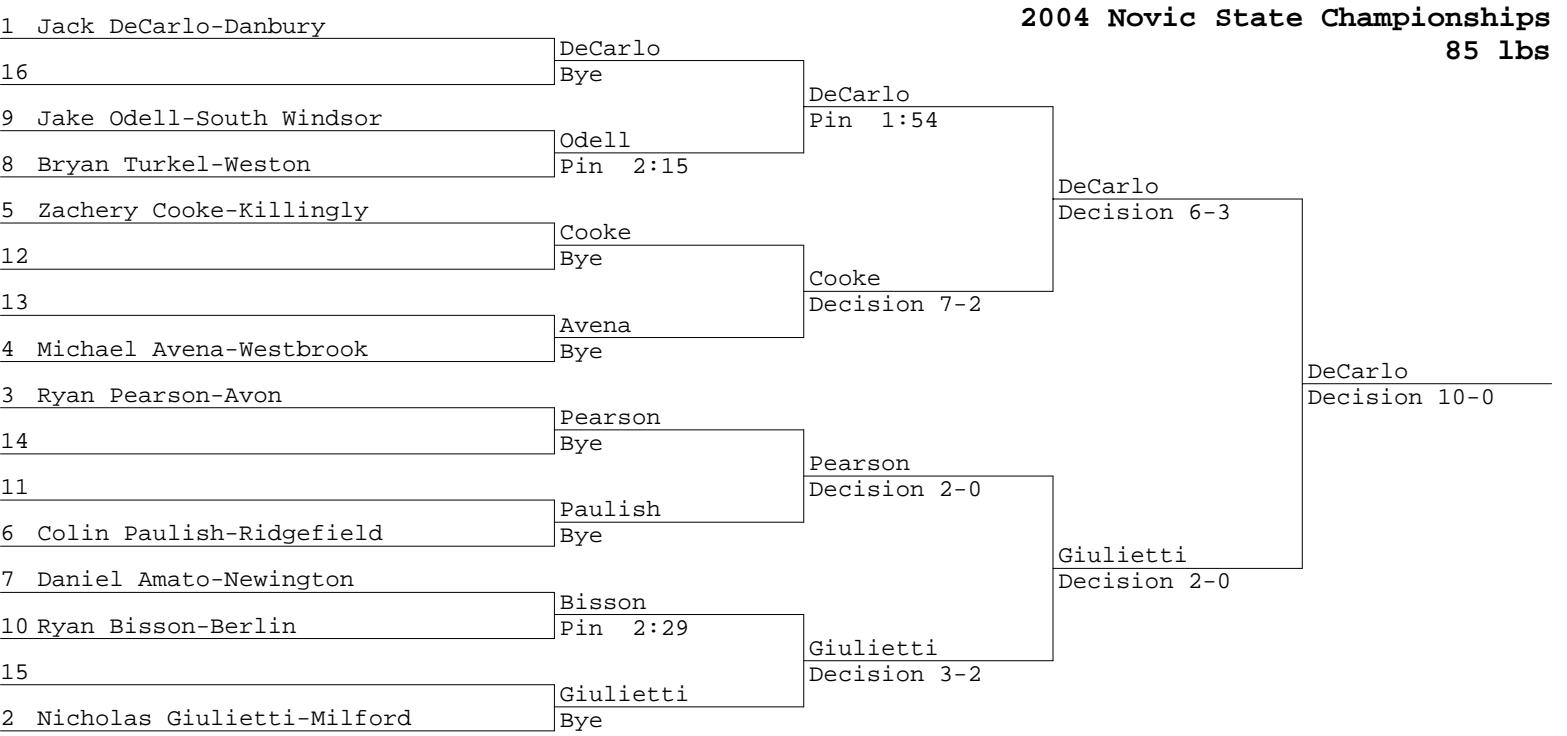 2004 Novic State Championships
85 lbs
1 Jack DeCarlo-Danbury
16
9 Jake Odell-South Windsor
8 Bryan Turkel-Weston
5 Zachery Cooke-Killingly
12
13
4 Michael Avena-Westbrook
3 Ryan Pearson-Avon
14
11
6 Colin Paulish-Ridgefield
7 Daniel Amato-Newington
10 Ryan Bisson-Berlin
15
2 Nicholas Giulietti-Milford
DeCarlo
Bye
Odell
Pin 2:15
Cooke
Bye
Avena
Bye
Pearson
Bye
Paulish
Bye
Bisson
Pin 2:29
Giulietti
Bye
DeCarlo
Pin 1:54
Cooke
Decision 7-2
Pearson
Decision 2-0
Giulietti
Decision 3-2
DeCarlo
Decision 6-3
Giulietti
Decision 2-0
DeCarlo
Decision 10-0